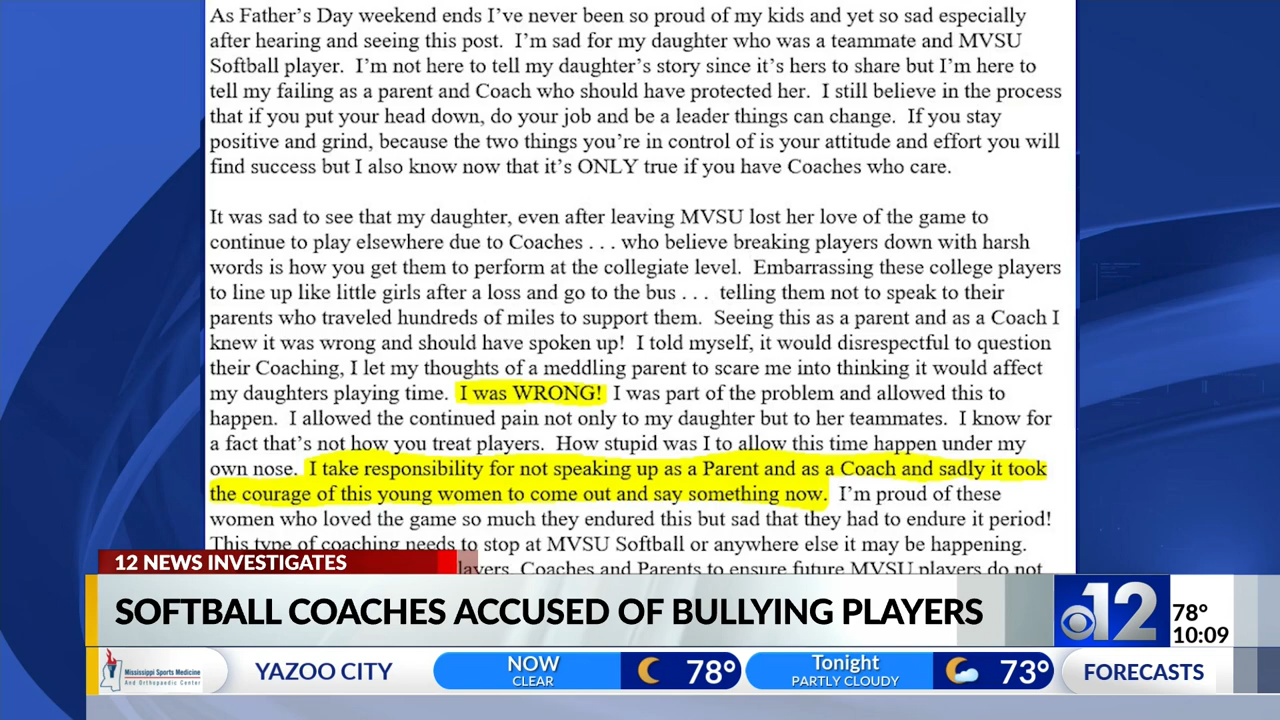 As Father's Day weekend ends I've never been so proud of my kids and yet so sad especially
after hearing and seeing this post.  I'm sad for my daughter who was a teammate and MVSU
Softball player.  I'm not here to tell my daughter's story since it's hers to share but I'm here to
tell my failing as a parent and Coach who should have protected her.  I still believe in the process
that if you put your head down, do your job and be a leader things can change.  If you stay
positive and grind, because the two things you're in control of is your attitude and effort you will
find success but I also know now that it's ONLY true if you have Coaches who care.
It was sad to see that my daughter, even after leaving MVSU lost her love of the game to
continue to play elsewhere due to Coaches . . . who believe breaking players down with harsh
words is how you get them to perform at the collegiate level.  Embarrassing these college players
to line up like little girls after a loss and go to the bus . . .  telling them not to speak to their
parents who traveled hundreds of miles to support them.  Seeing this as a parent and as a Coach I
knew it was wrong and should have spoken up!  I told myself, it would disrespectful to question
their Coaching, I let my thoughts of a meddling parent to scare me into thinking it would affect
my daughters playing time.  I was WRONG!  I was part of the problem and allowed this to
happen.  I allowed the continued pain not only to my daughter but to her teammates.  I know for
a fact that's not how you treat players.  How stupid was I to allow this time happen under my
own nose.  I take responsibility for not speaking up as a Parent and as a Coach and sadly it took
the courage of this young women to come out and say something now.  I'm proud of these
women who loved the game so much they endured this but sad that they had to endure it period!
This type of coaching needs to stop at MVSU Softball or anywhere else it may be happening.
layers, Coaches and Parents to ensure future MVSU players do not
12 NEWS INVESTIGATES
SOFTBALL COACHES ACCUSED OF BULLYING PLAYERS
12
78°
10:09
Mississippi Sports Medicine
And Orthopaedic Center
YAZOO CITY
NOW
CLEAR
78°
Tonight
PARTLY CLOUDY
73°
FORECASTS